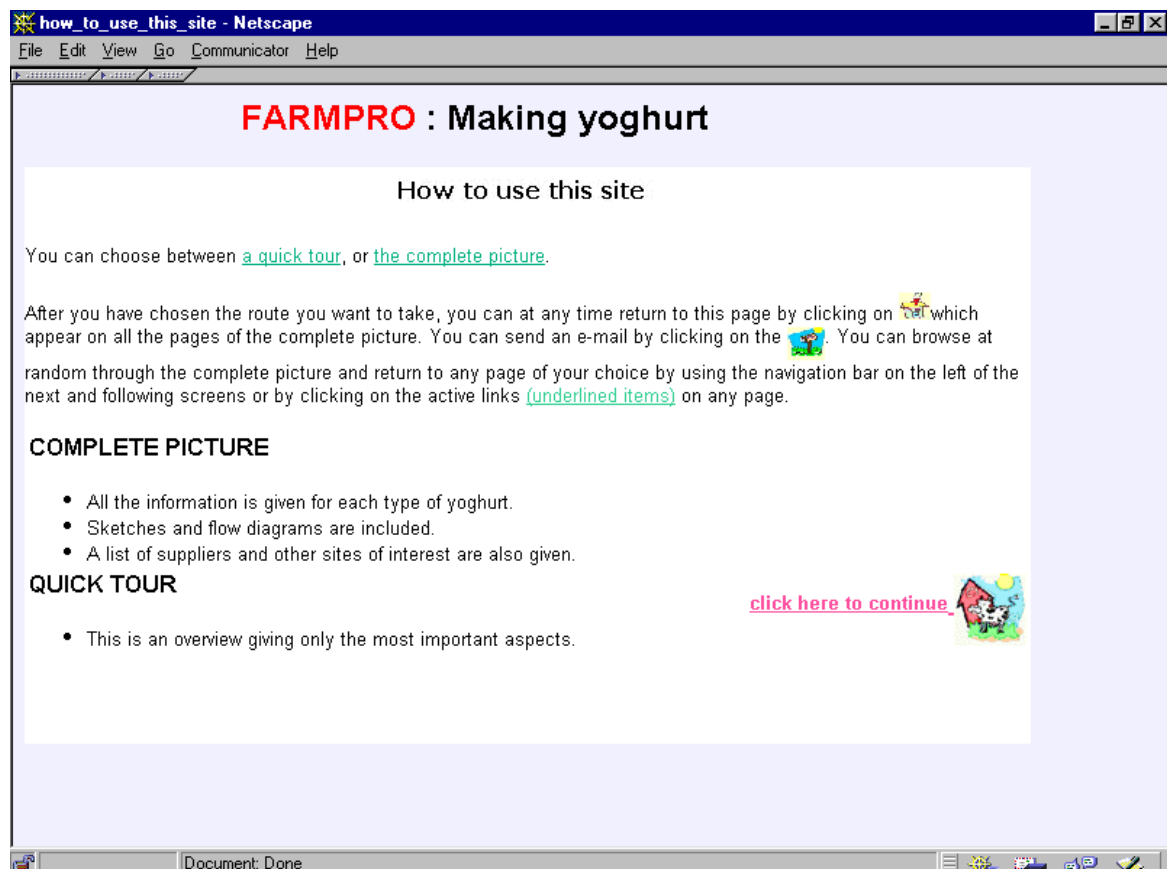 how_to_use_this_site - Netscape
File Edit View Go Communicator Help
FARMPRO : Making yoghurt
How to use this site
You can choose between a quick tour, or the complete picture.
After you have chosen the route you want to take, you can at any time return to this page by clicking on which
appear on all the pages of the complete picture. You can send an e-mail by clicking on the . You can browse at
random through the complete picture and return to any page of your choice by using the navigation bar on the left of the
next and following screens or by clicking on the active links (underlined items) on any page.
COMPLETE PICTURE
• All the information is given for each type of yoghurt.
• Sketches and flow diagrams are included.
• A list of suppliers and other sites of interest are also given.
QUICK TOUR
click here to continue
• This is an overview giving only the most important aspects.
Document: Done